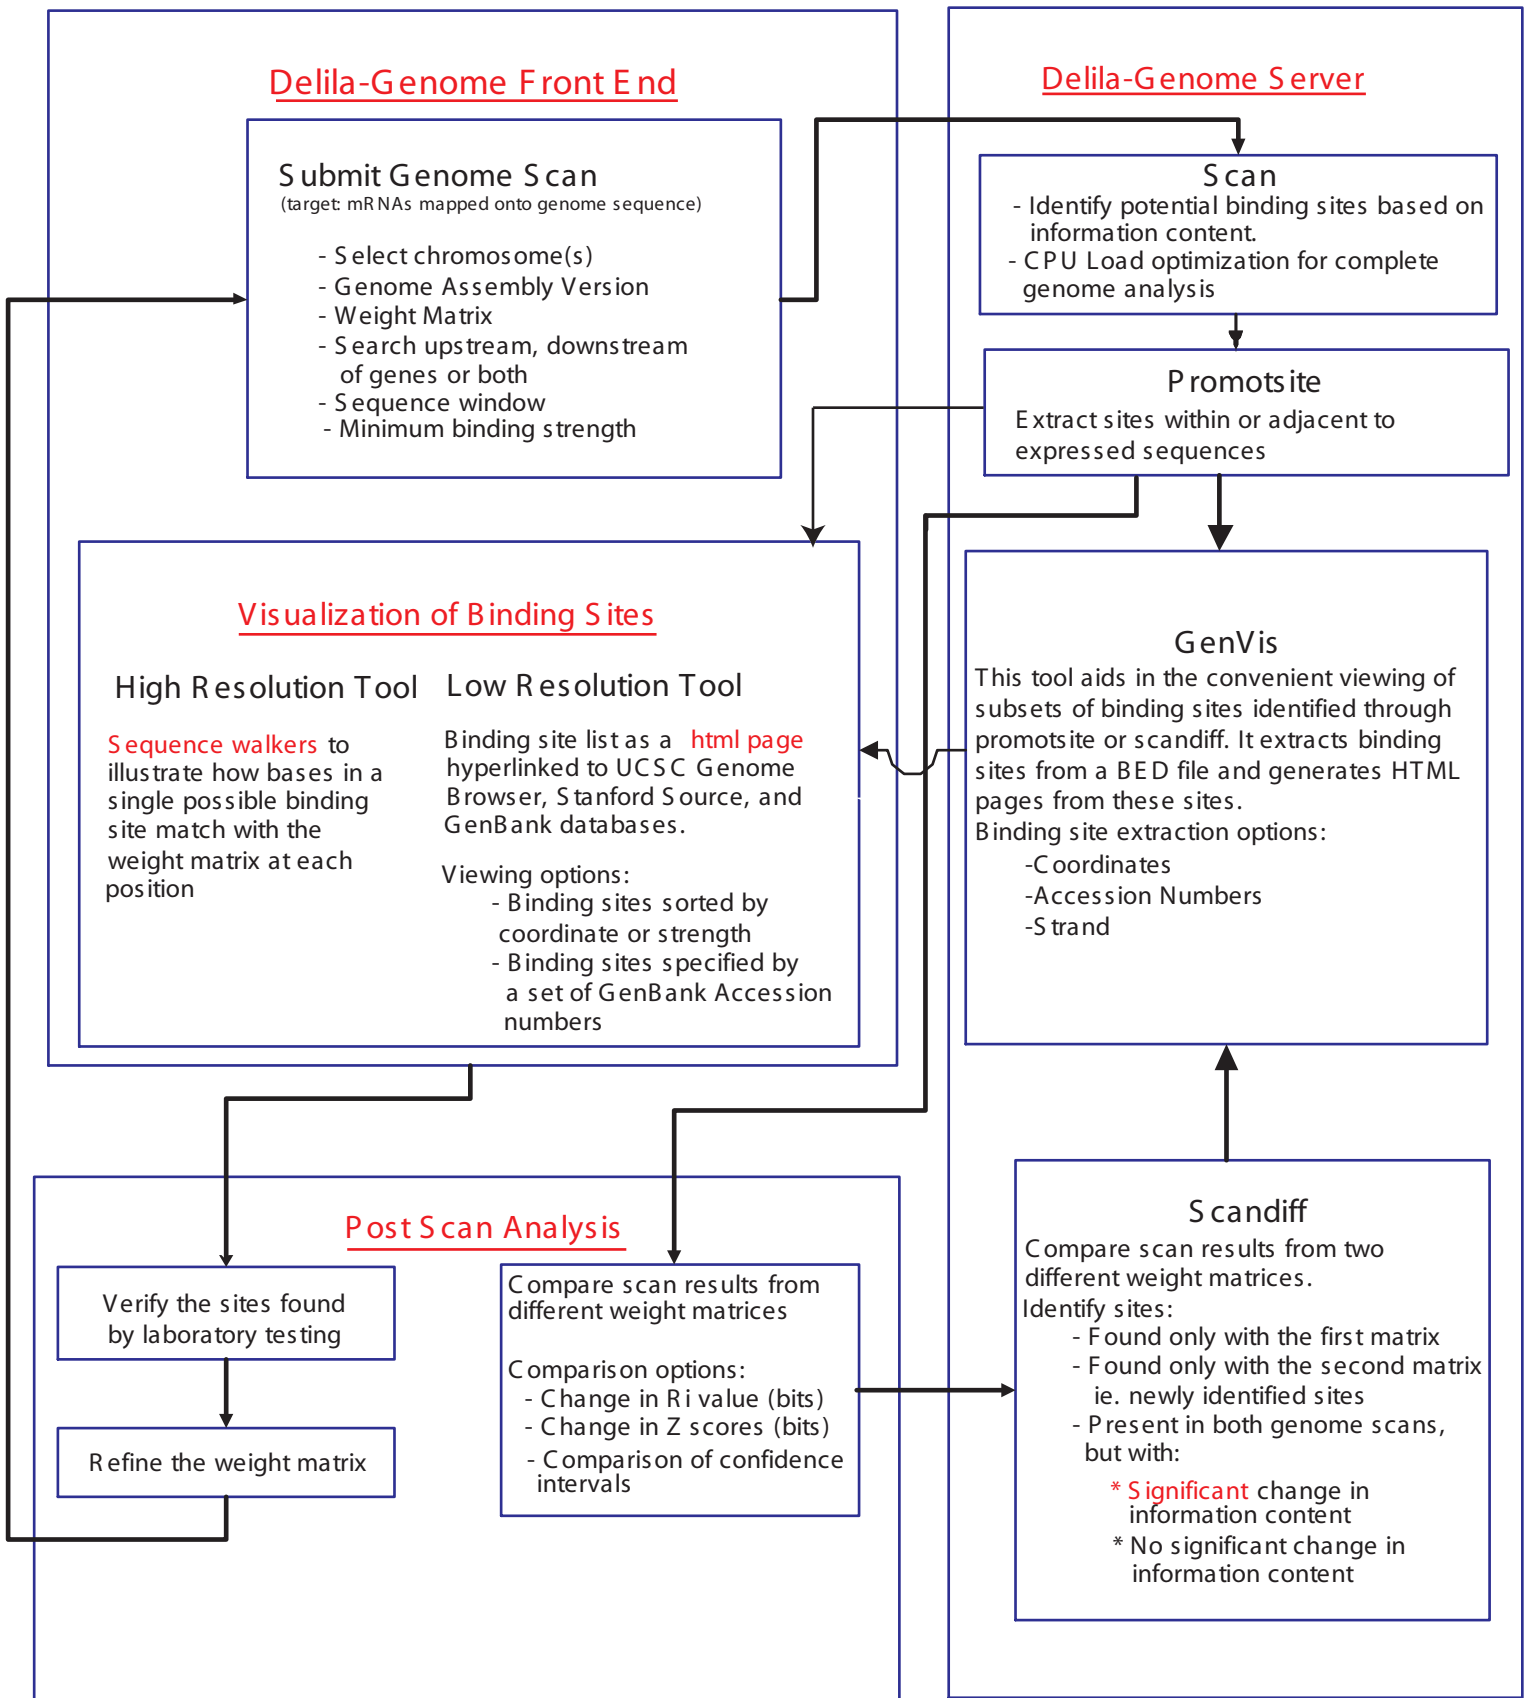 Delila-Genome Front End
Submit Genome Scan
(target: mRNAs mapped onto genome sequence)
- Select chromosome(s)
- Genome Assembly Version
- Weight Matrix
- Search upstream, downstream
of genes or both
- Sequence window
- Minimum binding strength
Visualization of Binding Sites
High Resolution Tool
Sequence walkers to
illustrate how bases in a
single possible binding
site match with the
weight matrix at each
position
Low Resolution Tool
Binding site list as a html page
hyperlinked to UCSC Genome
Browser, Stanford Source, and
GenBank databases.
Viewing options:
- Binding sites sorted by
coordinate or strength
- Binding sites specified by
a set of GenBank Accession
numbers
Delila-Genome Server
Scan
- Identify potential binding sites based on
information content.
- CPU Load optimization for complete
genome analysis
Promotsite
Extract sites within or adjacent to
expressed sequences
GenVis
This tool aids in the convenient viewing of
subsets of binding sites identified through
promotsite or scandiff. It extracts binding
sites from a BED file and generates HTML
pages from these sites.
Binding site extraction options:
-Coordinates
-Accession Numbers
-Strand
Scandiff
Compare scan results from two
different weight matrices.
Identify sites:
- Found only with the first matrix
- Found only with the second matrix
ie. newly identified sites
- Present in both genome scans,
but with:
* Significant change in
information content
* No significant change in
information content
Post Scan Analysis
Verify the sites found
by laboratory testing
Refine the weight matrix
Compare scan results from
different weight matrices
Comparison options:
- Change in Ri value (bits)
- Change in Z scores (bits)
- Comparison of confidence
intervals